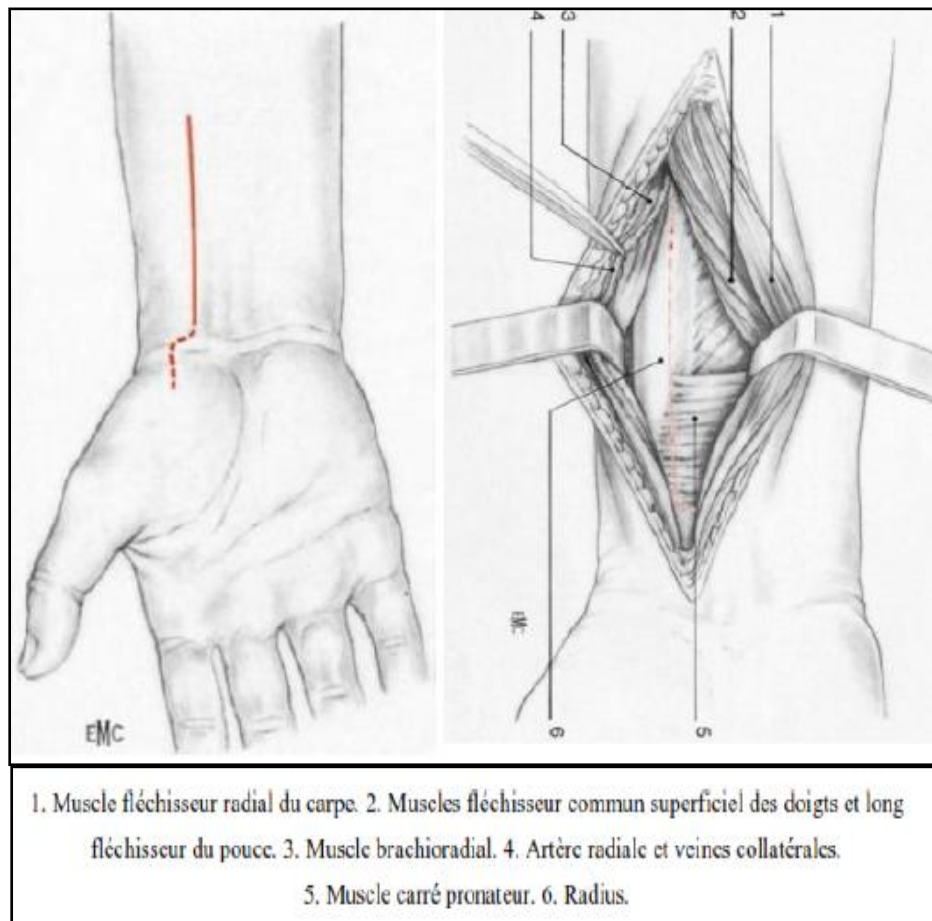 4
3
2
1
EMC
EMC
6
5
1. Muscle fléchisseur radial du carpe. 2. Muscles fléchisseur commun superficiel des doigts et long
fléchisseur du pouce. 3. Muscle brachioradial. 4. Artère radiale et veines collatérales.
5. Muscle carré pronateur. 6. Radius.